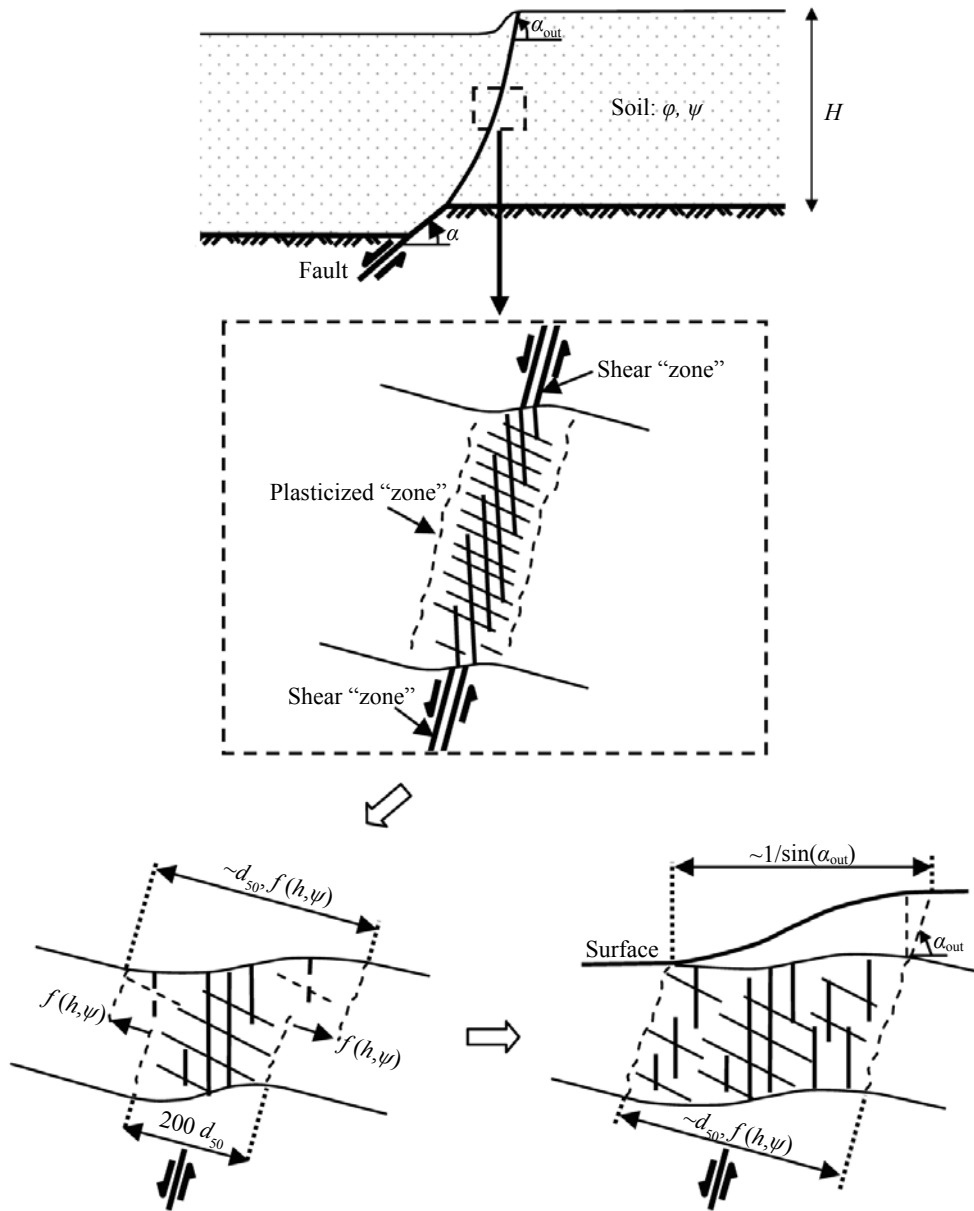 α_out
Soil: φ, ψ
H
α
Fault
Shear “zone”
Plasticized “zone”
Shear “zone”
~d_50, f (h,ψ)
f (h,ψ)
f (h,ψ)
200 d_50
~1/sin(α_out)
Surface
α_out
~d_50, f (h,ψ)